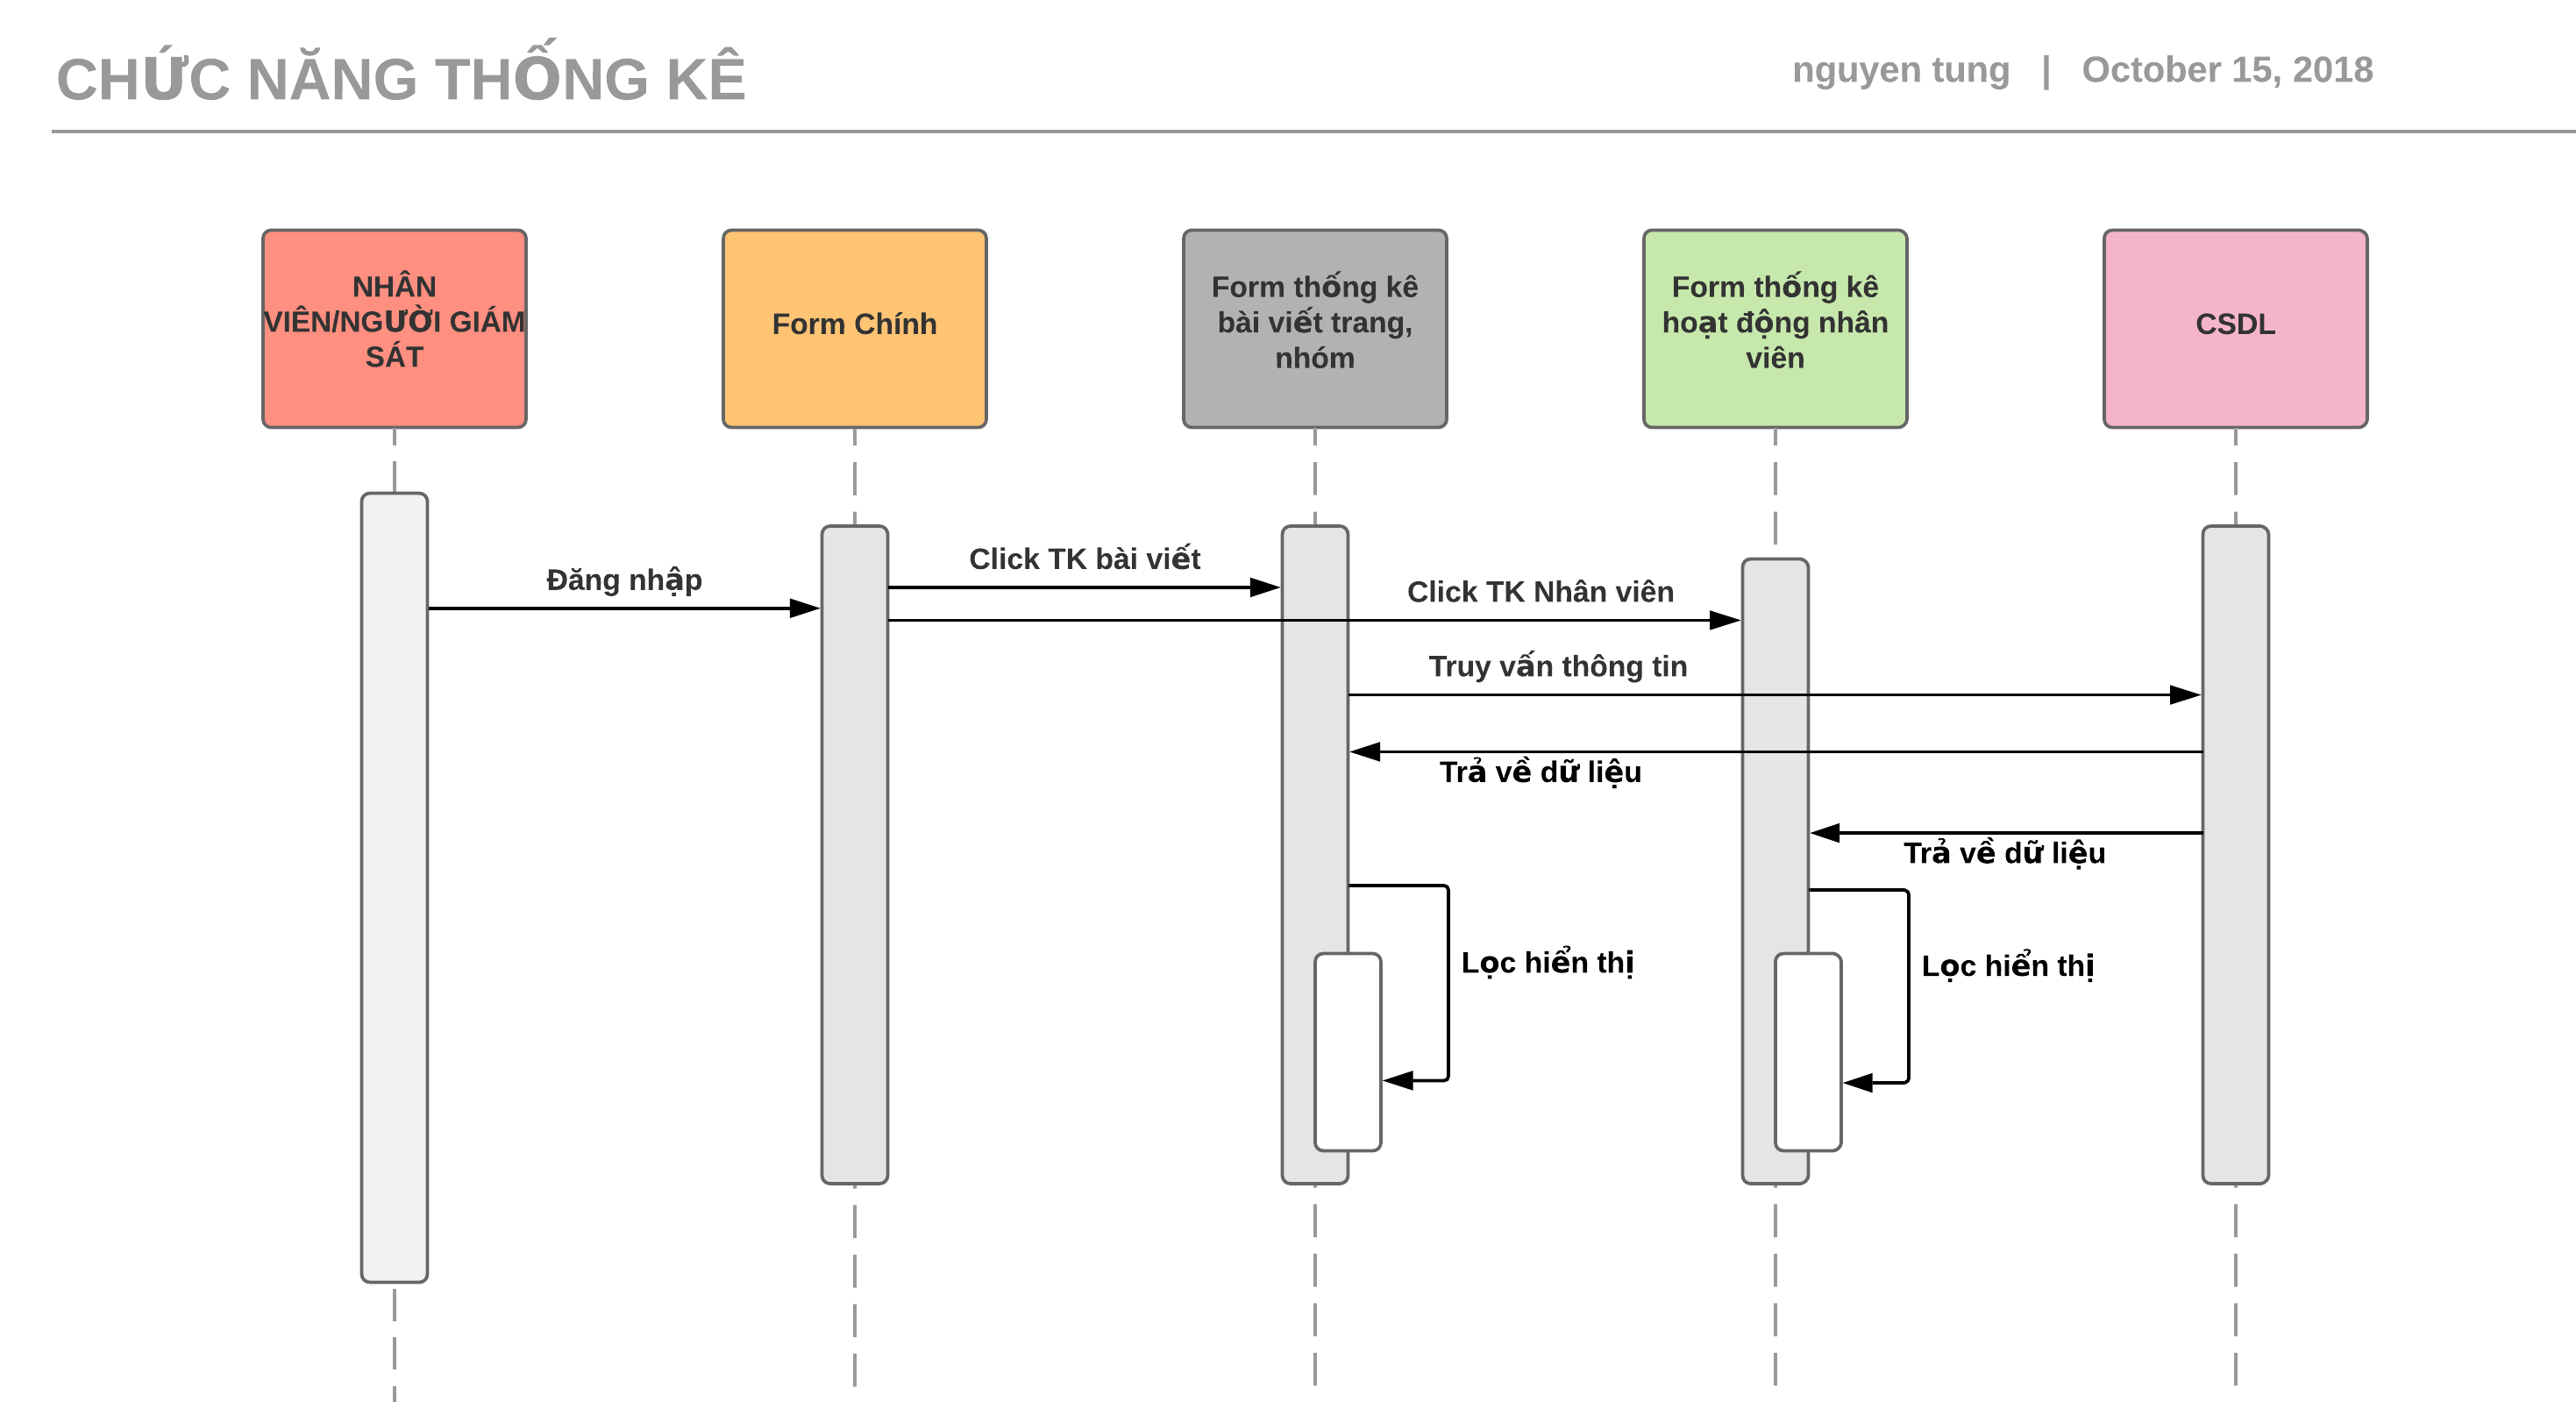 CHỨC NĂNG THỐNG KÊ
nguyen tung | October 15, 2018
NHÂN
VIÊN/NGƯỜI GIÁM
SÁT
Form Chính
Form thống kê
bài viết trang,
nhóm
Form thống kê
hoạt động nhân
viên
CSDL
Click TK bài viết
Đăng nhập
Click TK Nhân viên
Truy vấn thông tin
Trả về dữ liệu
Trả về dữ liệu
Lọc hiển thị
Lọc hiển thị